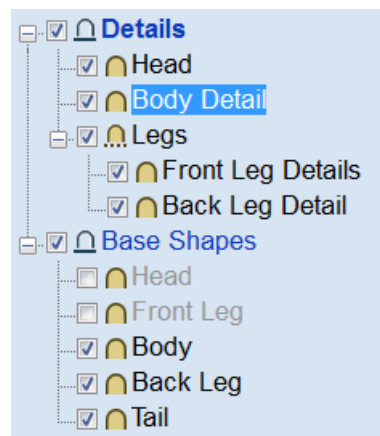 Details
Head
Body Detail
Legs
Front Leg Details
Back Leg Detail
Base Shapes
Head
Front Leg
Body
Back Leg
Tail